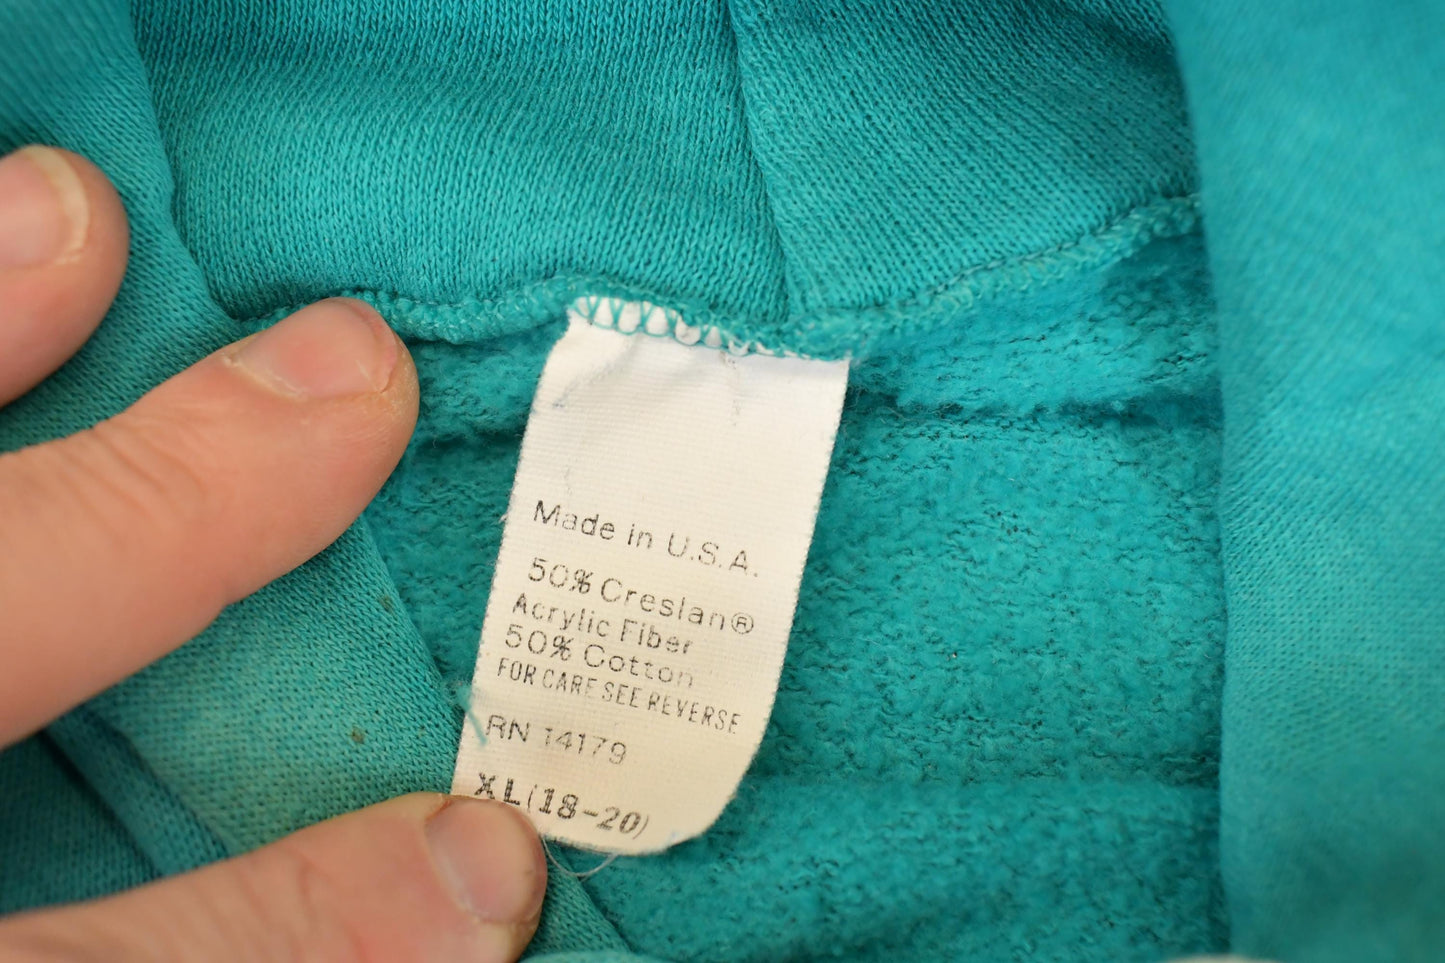 Made in U.S.A.
50% Creslan®
Acrylic Fiber
50% Cotton
FOR CARE SEE REVERSE
RN 14179
XL(18-20)